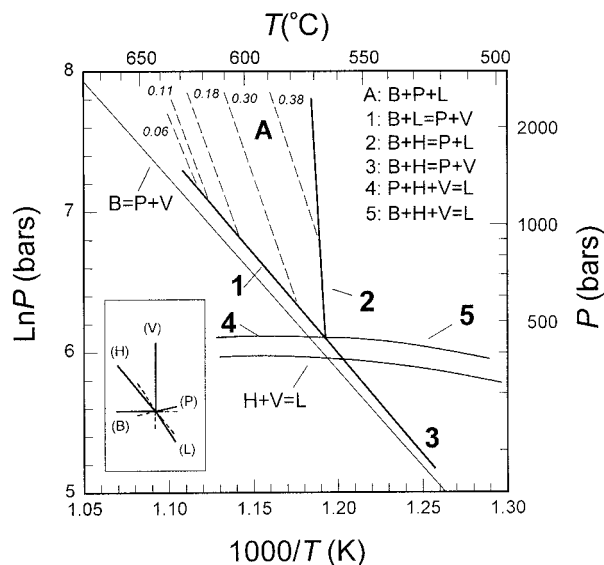 T(°C)
650 600 550 500
8
7
6
5
LnP (bars)
2000
1000
500
P (bars)
0.06
0.11
0.18
0.30
0.38
A
A: B+P+L
1: B+L=P+V
2: B+H=P+L
3: B+H=P+V
4: P+H+V=L
5: B+H+V=L
B=P+V
1
2
4
5
H+V=L
3
(V)
(H)
(P)
(B)
(L)
1.05 1.10 1.15 1.20 1.25 1.30
1000/T (K)